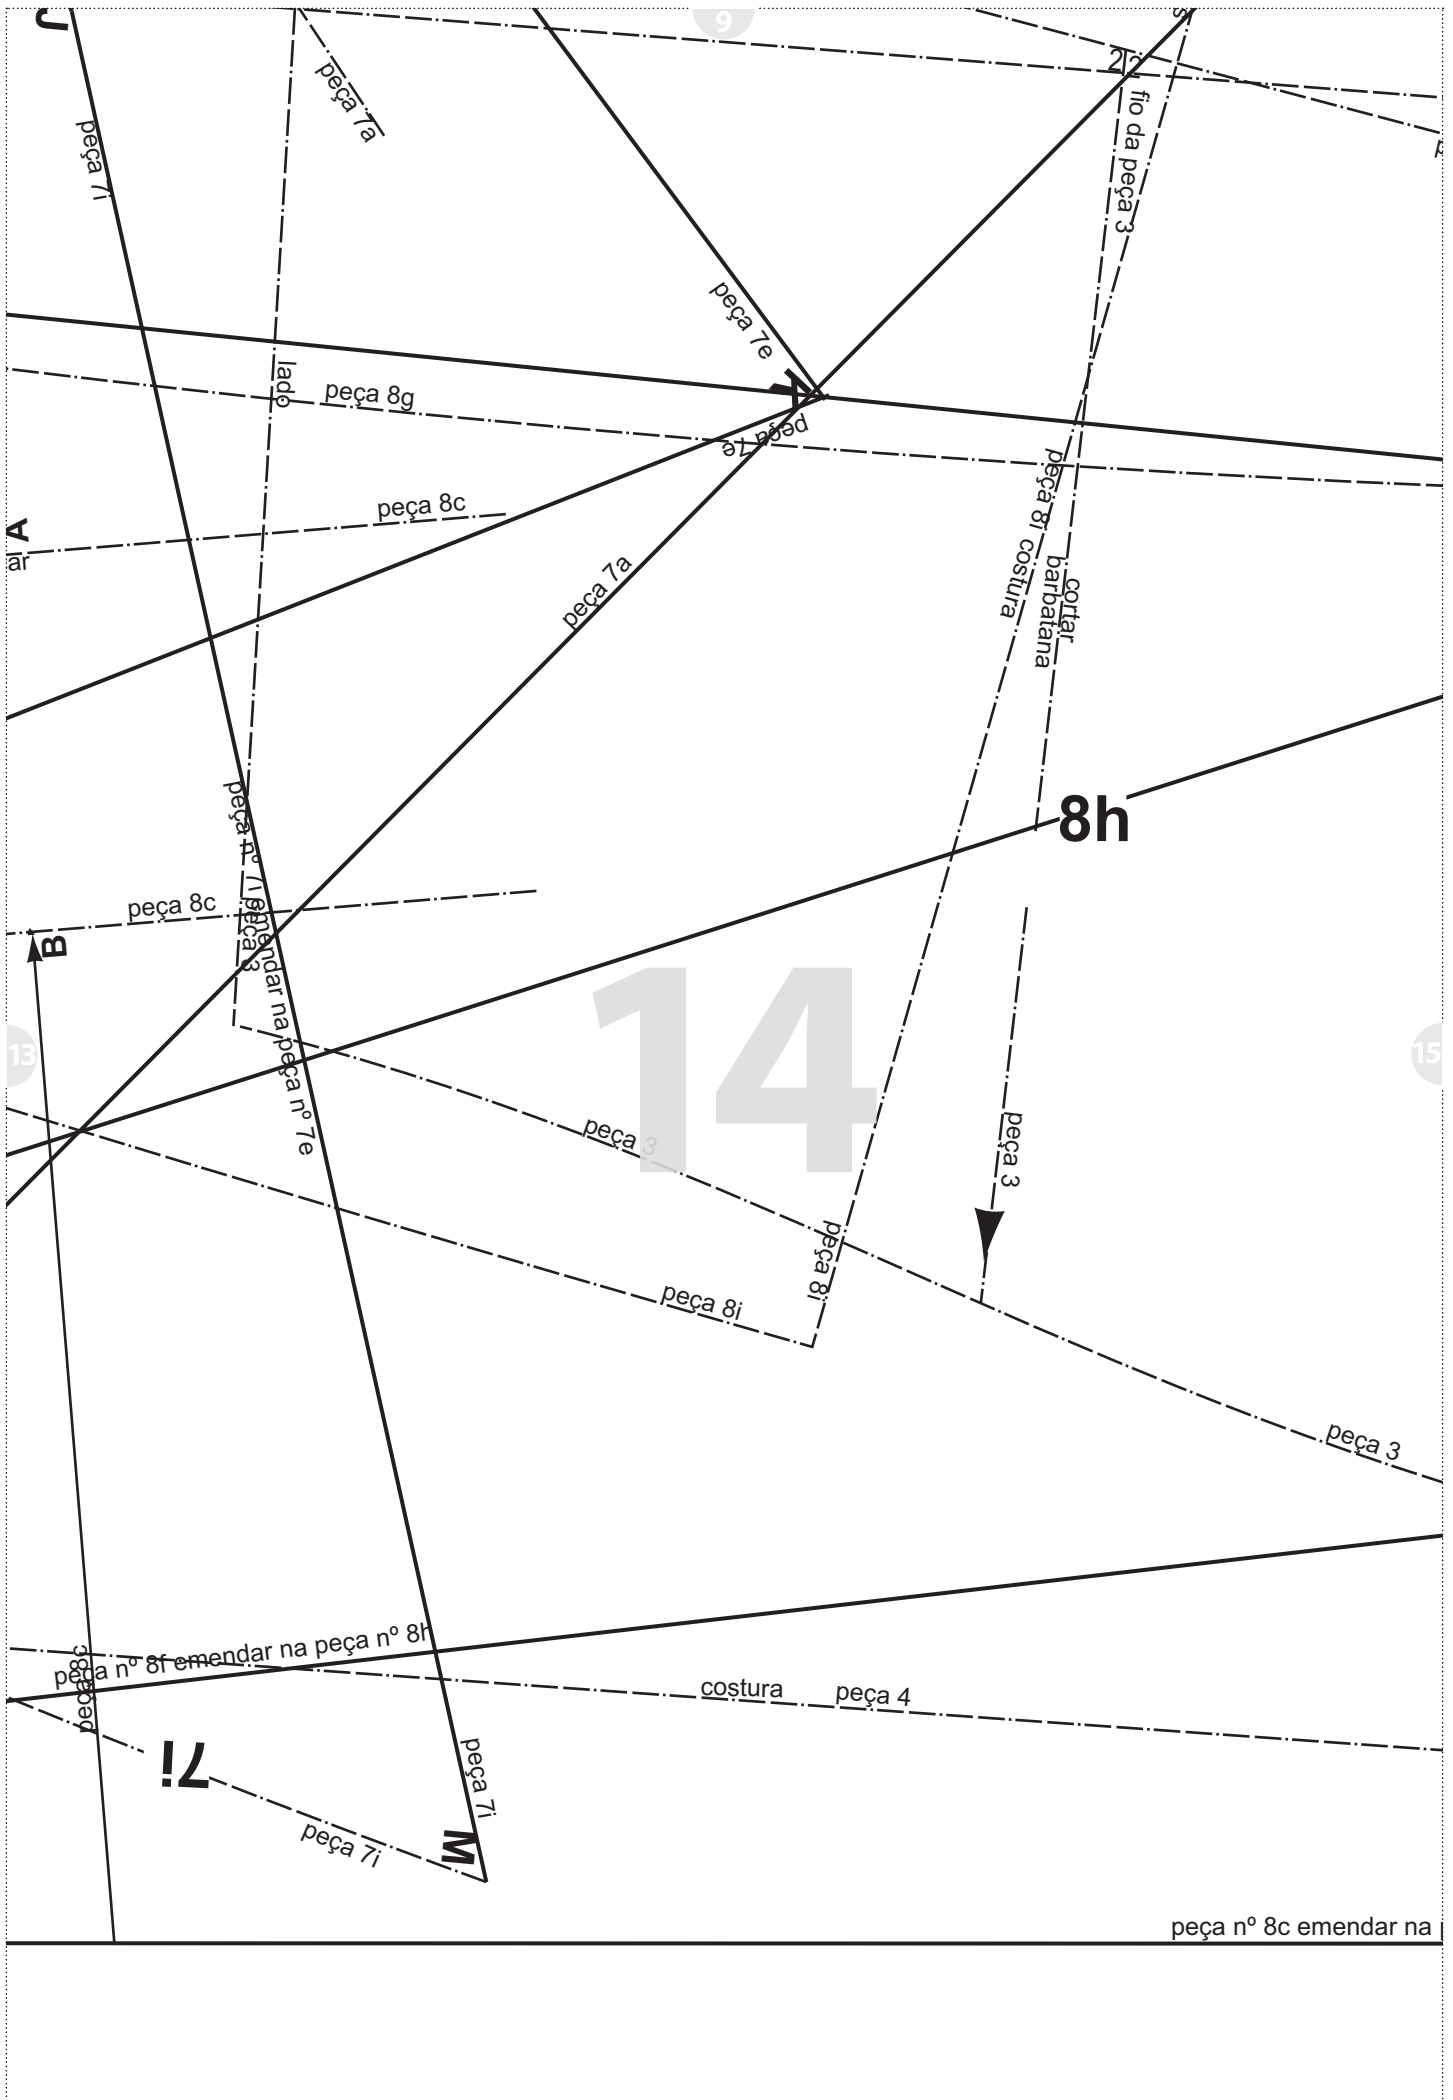 J
9
s
2
2
peça 7a
fio da peça 3
peça 7i
p
peça 7e
lado
peça 8g
peça 7e
peça 8c
peça 8i costura
A
ar
cortar
barbatana
peça 7a
8h
peça nº 7i emendar na peça nº 7e
peça 3
peça 8c
B
14
13
15
peça 3
peça 3
peça 8i
peça 8i
peça 3
peça nº 8f emendar na peça nº 8h
peça 8c
costura
peça 4
7i
peça 7i
peça 7i
M
peça nº 8c emendar na